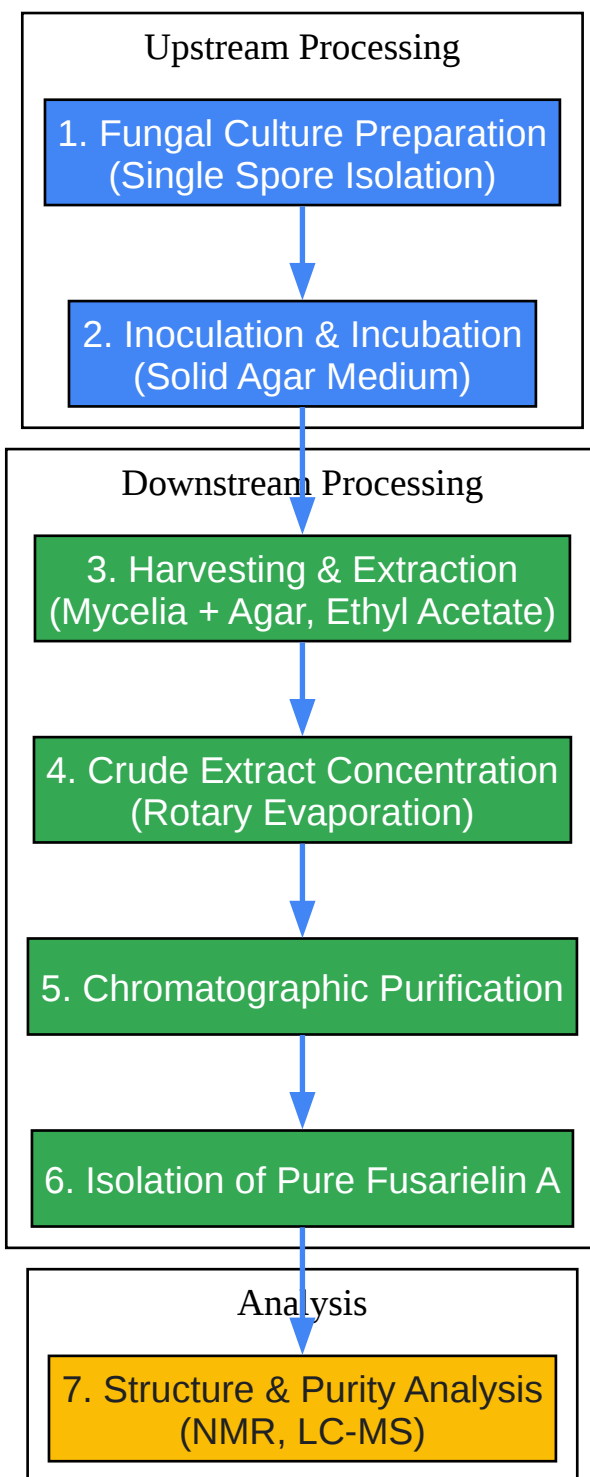 Upstream Processing
1. Fungal Culture Preparation
(Single Spore Isolation)
2. Inoculation & Incubation
(Solid Agar Medium)
Downstream Processing
3. Harvesting & Extraction
(Mycelia + Agar, Ethyl Acetate)
4. Crude Extract Concentration
(Rotary Evaporation)
5. Chromatographic Purification
6. Isolation of Pure Fusarielin A
Analysis
7. Structure & Purity Analysis
(NMR, LC-MS)